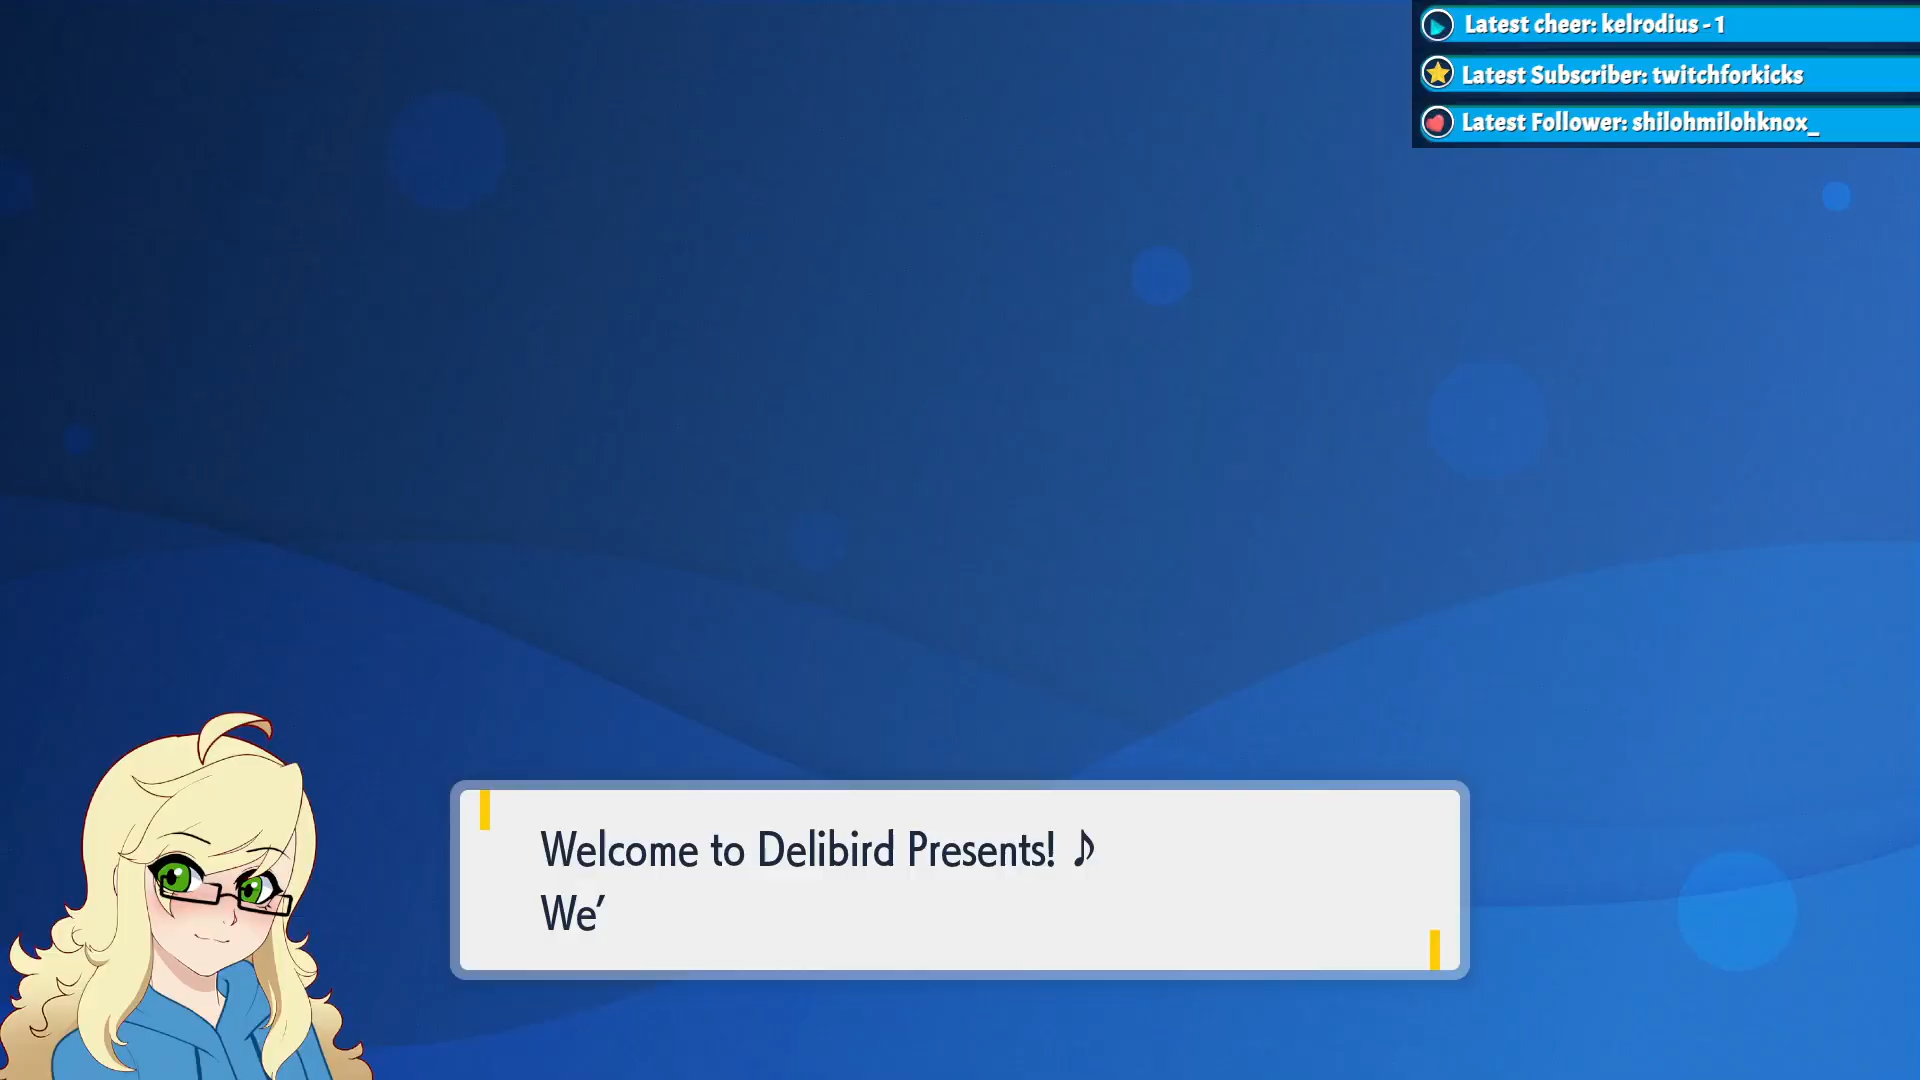 Latest cheer: kelrodius - 1
Latest Subscriber: twitchforkicks
Latest Follower: shilohmilohknox_
Welcome to Delibird Presents! ♪
We’